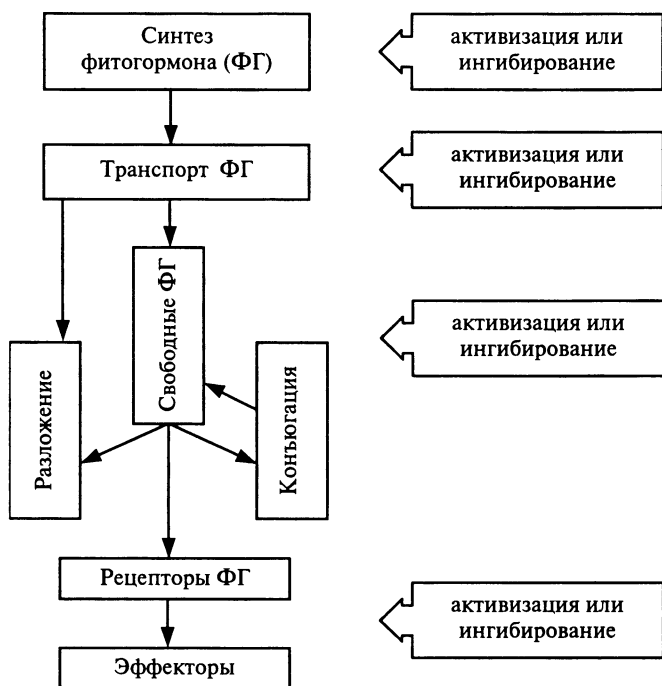 Синтез
фитогормона (ФГ)
активизация или
ингибирование
Транспорт ФГ
активизация или
ингибирование
Свободные ФГ
активизация или
ингибирование
Разложение
Конъюгация
Рецепторы ФГ
активизация или
ингибирование
Эффекторы